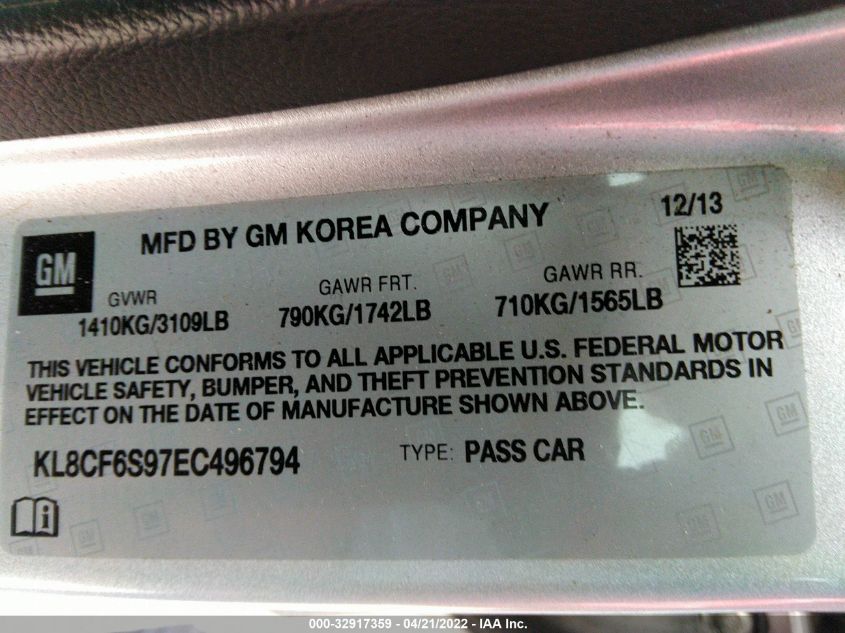 MFD BY GM KOREA COMPANY
12/13
GM
GVWR
1410KG/3109LB
GAWR FRT.
790KG/1742LB
GAWR RR.
710KG/1565LB
THIS VEHICLE CONFORMS TO ALL APPLICABLE U.S. FEDERAL MOTOR
VEHICLE SAFETY, BUMPER, AND THEFT PREVENTION STANDARDS IN
EFFECT ON THE DATE OF MANUFACTURE SHOWN ABOVE.
KL8CF6S97EC496794
TYPE: PASS CAR
000-32917359 - 04/21/2022 - IAA Inc.